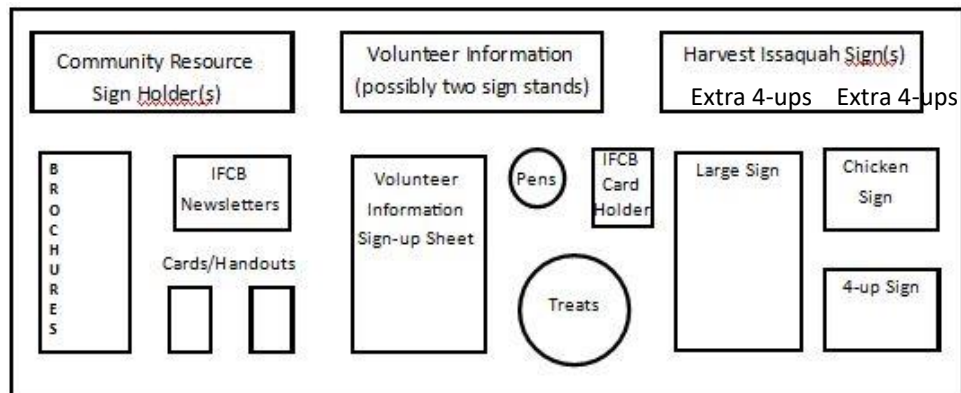 Community Resource
Sign Holder(s)
Volunteer Information
(possibly two sign stands)
Harvest Issaquah Sign(s)
Extra 4-ups Extra 4-ups
BROCHURES
IFCB
Newsletters
Cards/Handouts
Volunteer
Information
Sign-up Sheet
Pens
IFCB
Card
Holder
Treats
Large Sign
Chicken
Sign
4-up Sign